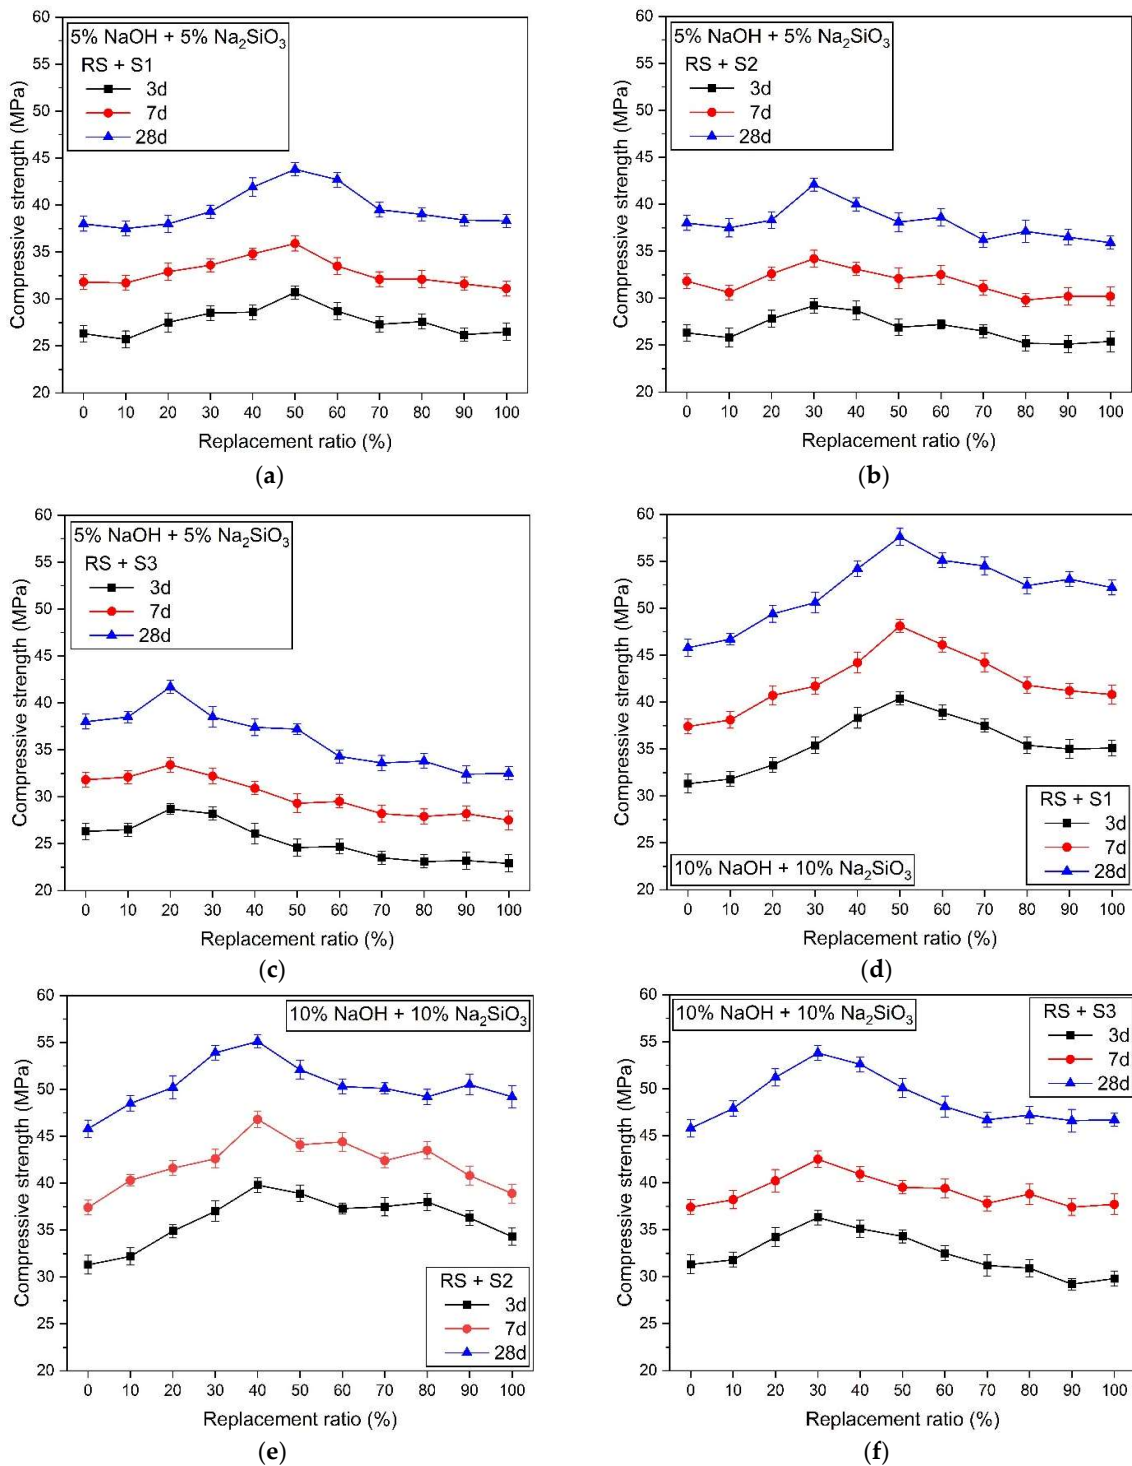 60
55
50
45
40
35
30
25
20
Compressive strength (MPa)
5% NaOH + 5% Na₂SiO₃
RS + S1
3d
7d
28d
0 10 20 30 40 50 60 70 80 90 100
Replacement ratio (%)
(a)
60
55
50
45
40
35
30
25
20
Compressive strength (MPa)
5% NaOH + 5% Na₂SiO₃
RS + S2
3d
7d
28d
0 10 20 30 40 50 60 70 80 90 100
Replacement ratio (%)
(b)
60
55
50
45
40
35
30
25
20
Compressive strength (MPa)
5% NaOH + 5% Na₂SiO₃
RS + S3
3d
7d
28d
0 10 20 30 40 50 60 70 80 90 100
Replacement ratio (%)
(c)
60
55
50
45
40
35
30
25
20
Compressive strength (MPa)
RS + S1
3d
7d
28d
10% NaOH + 10% Na₂SiO₃
0 10 20 30 40 50 60 70 80 90 100
Replacement ratio (%)
(d)
60
55
50
45
40
35
30
25
20
Compressive strength (MPa)
10% NaOH + 10% Na₂SiO₃
RS + S2
3d
7d
28d
0 10 20 30 40 50 60 70 80 90 100
Replacement ratio (%)
(e)
60
55
50
45
40
35
30
25
20
Compressive strength (MPa)
10% NaOH + 10% Na₂SiO₃
RS + S3
3d
7d
28d
0 10 20 30 40 50 60 70 80 90 100
Replacement ratio (%)
(f)